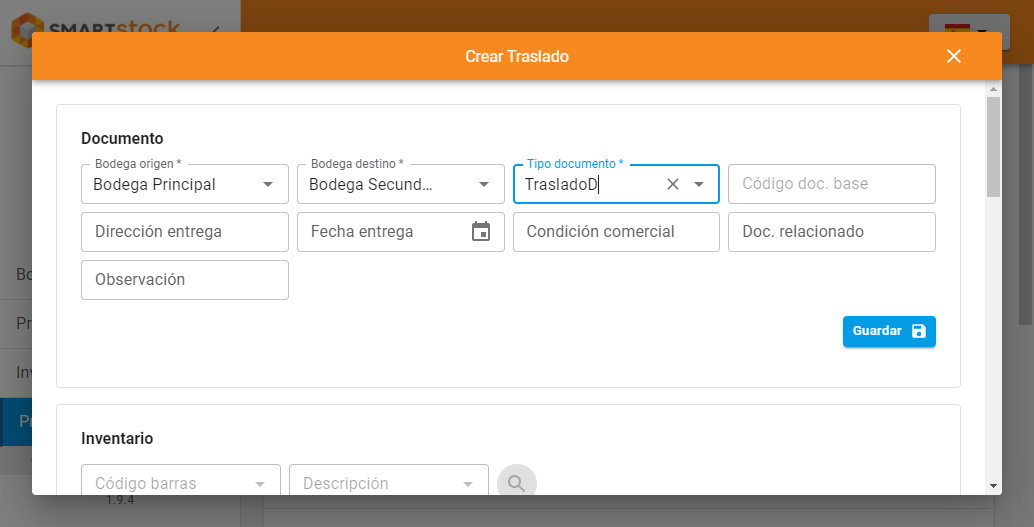 SMARTstock
Crear Traslado
Documento
Bodega origen *
Bodega destino *
Tipo documento *
Bodega Principal
Bodega Secund...
TrasladoD
Código doc. base
Dirección entrega
Fecha entrega
Condición comercial
Doc. relacionado
Observación
Guardar
Inventario
Código barras
Descripción
Bo
Pr
Inv
Pr
1.9.4